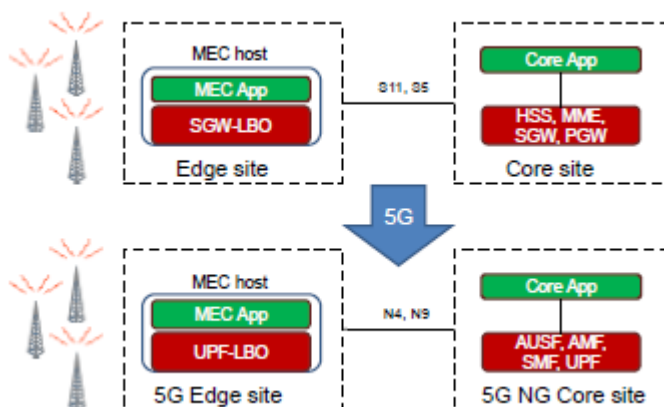 MEC host
MEC App
SGW-LBO
Edge site
S11, S5
Core App
HSS, MME,
SGW, PGW
Core site
5G
MEC host
MEC App
UPF-LBO
5G Edge site
N4, N9
Core App
AUSF, AMF,
SMF, UPF
5G NG Core site